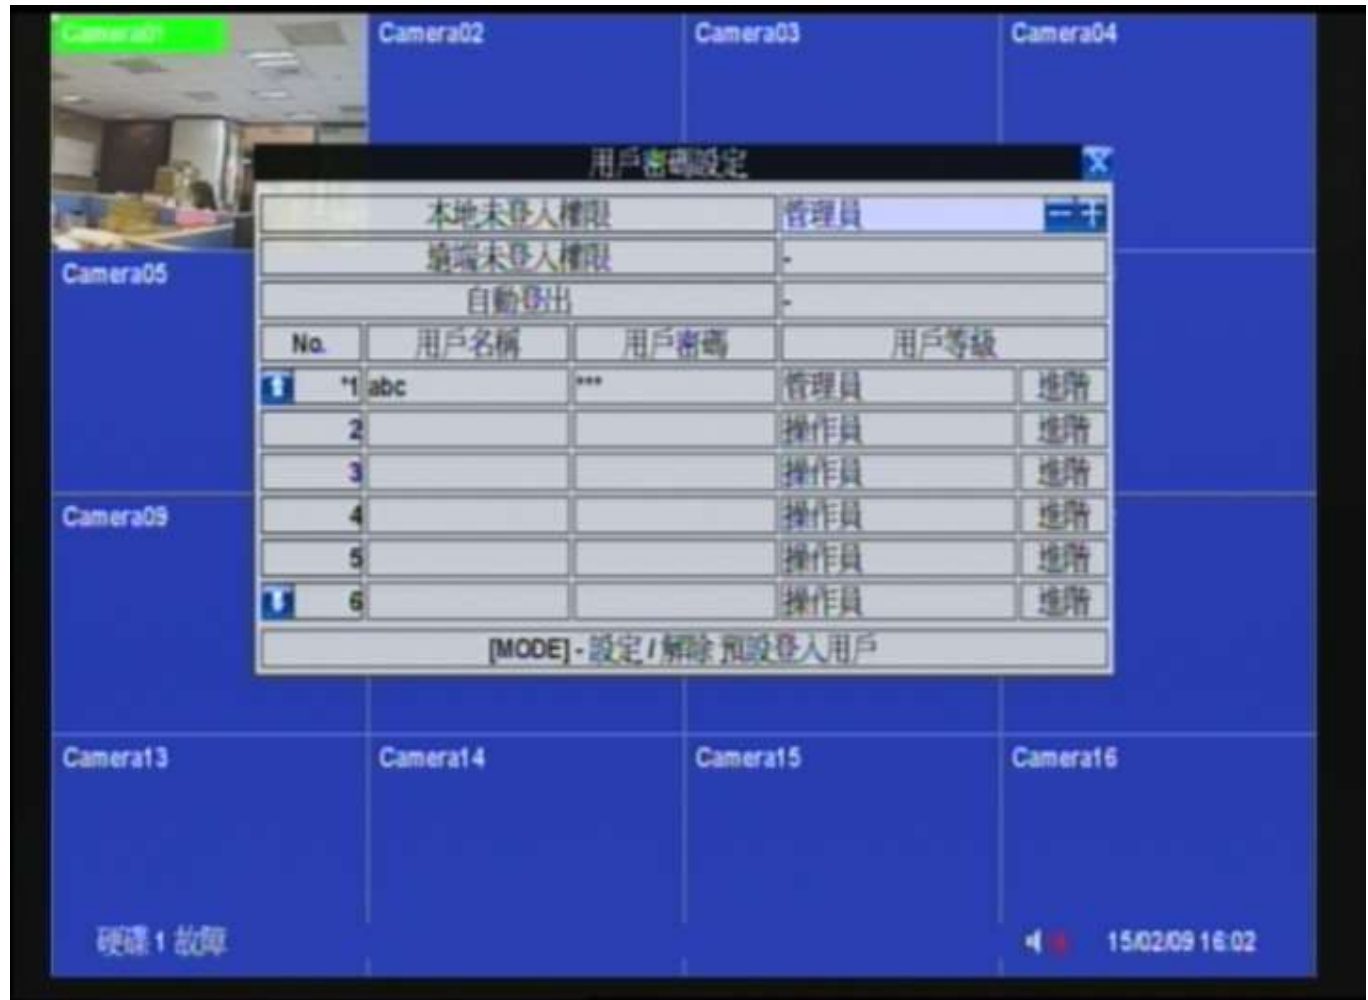 Camera01 Camera02 Camera03 Camera04
用戶密碼設定 X
本地未登入權限 管理員 - +
遠端未登入權限 -
Camera05
自動登出 -
No. 用戶名稱 用戶密碼 用戶等級
*1 abc *** 管理員 進階
2 操作員 進階
3 操作員 進階
Camera09 4 操作員 進階
5 操作員 進階
6 操作員 進階
[MODE] - 設定 / 解除 預設登入用戶
Camera13 Camera14 Camera15 Camera16
硬碟 1 故障 15/02/09 16:02